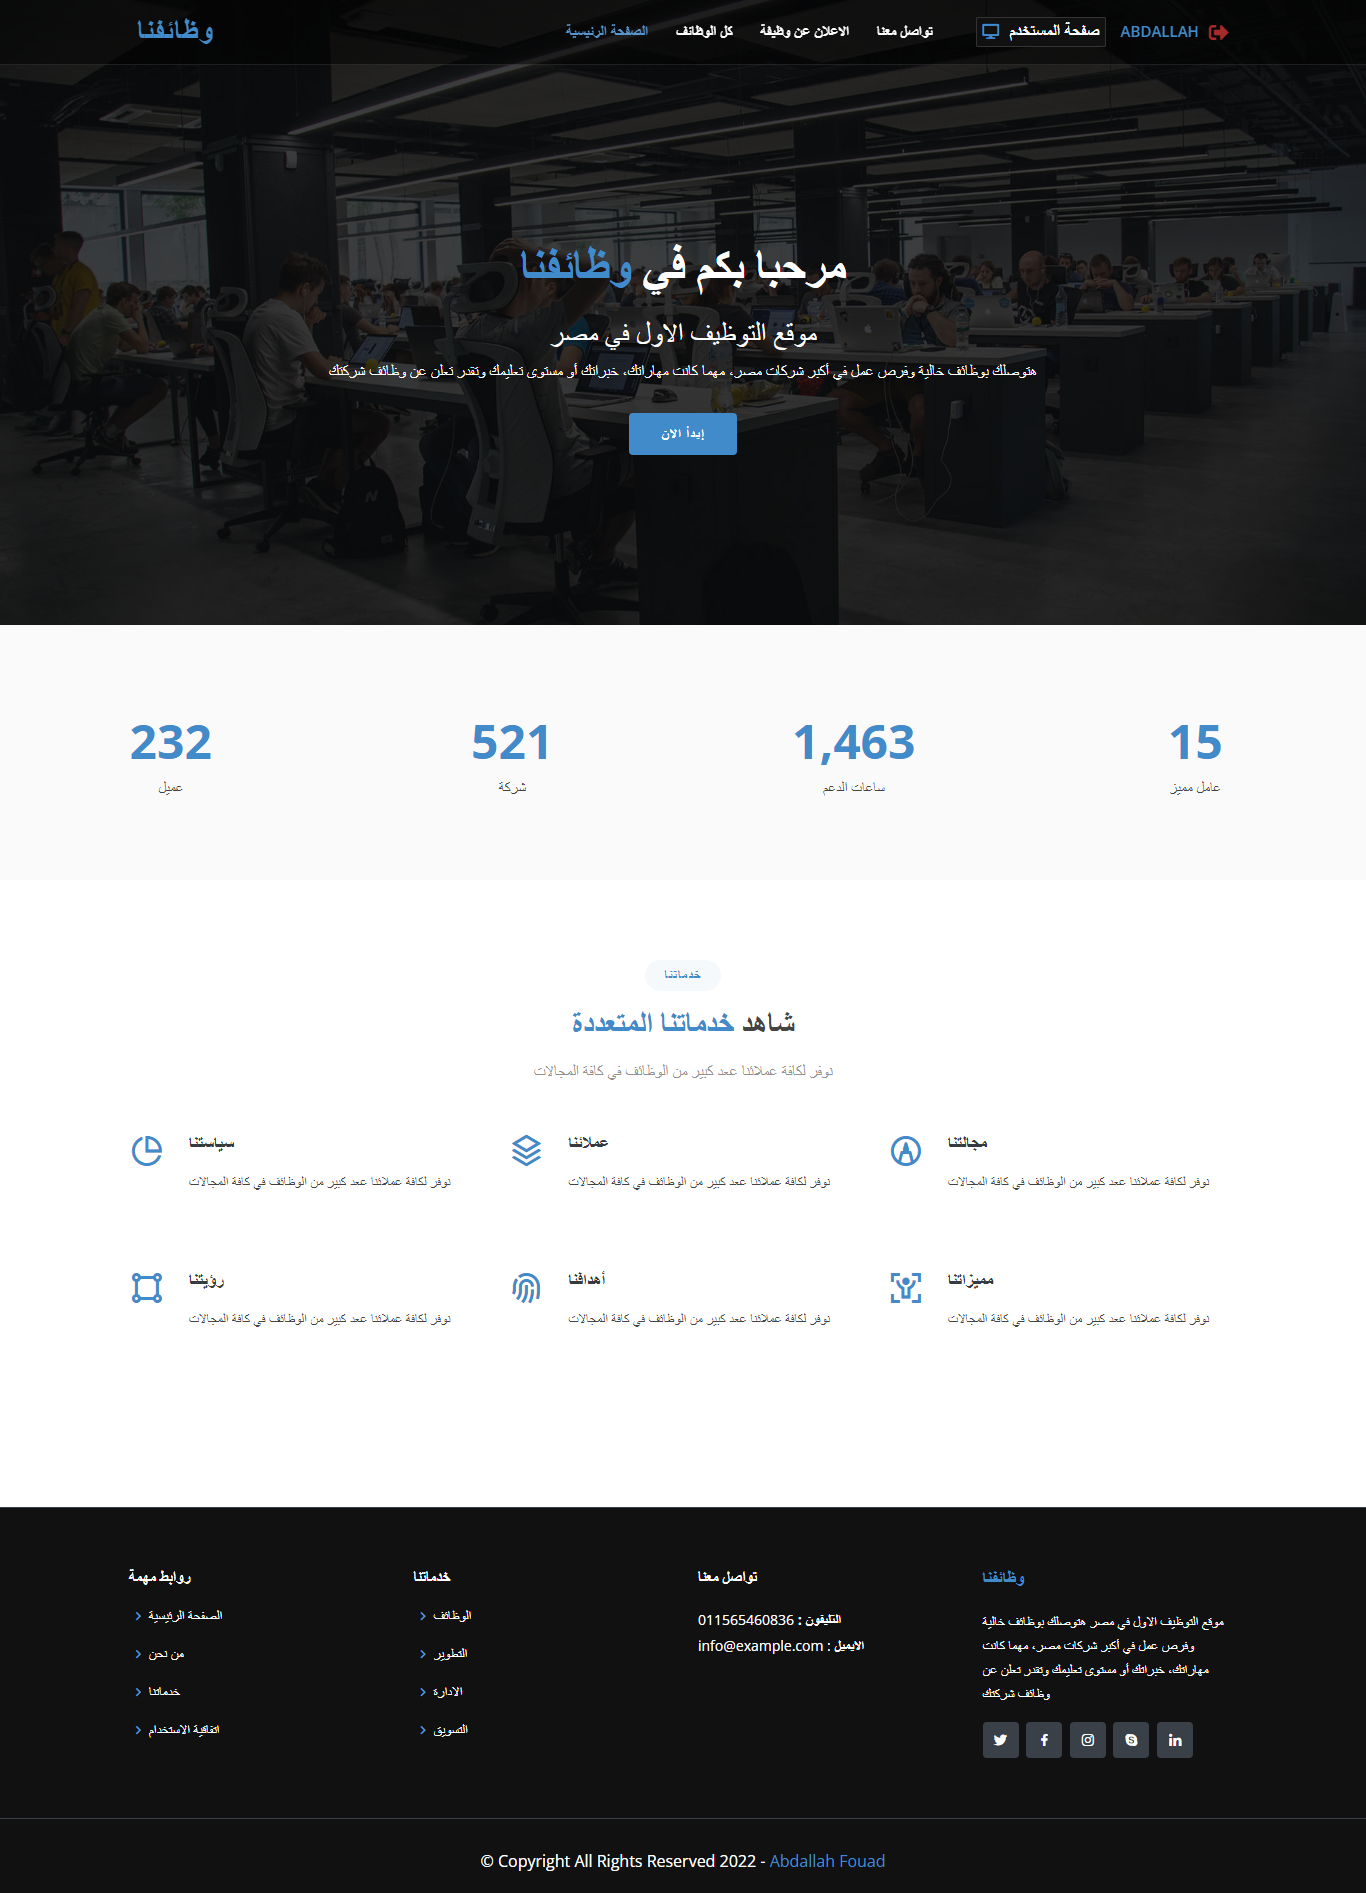 وظائفنا
الصفحة الرئيسية
كل الوظائف
الاعلان عن وظيفة
تواصل معنا
صفحة المستخدم
ABDALLAH
مرحبا بكم في وظائفنا
موقع التوظيف الاول في مصر
هتوصلك بوظائف خالية وفرص عمل في أكبر شركات مصر، مهما كانت مهاراتك، خبراتك أو مستوى تعليمك وتقدر تعلن عن وظائف شركتك
إبدأ الان
232
عميل
521
شركة
1,463
ساعات الدعم
15
عامل مميز
خدماتنا
شاهد خدماتنا المتعددة
نوفر لكافة عملائنا عدد كبير من الوظائف في كافة المجالات
سياستنا
نوفر لكافة عملائنا عدد كبير من الوظائف في كافة المجالات
عملائنا
نوفر لكافة عملائنا عدد كبير من الوظائف في كافة المجالات
مجالتنا
نوفر لكافة عملائنا عدد كبير من الوظائف في كافة المجالات
رؤيتنا
نوفر لكافة عملائنا عدد كبير من الوظائف في كافة المجالات
أهدافنا
نوفر لكافة عملائنا عدد كبير من الوظائف في كافة المجالات
مميزاتنا
نوفر لكافة عملائنا عدد كبير من الوظائف في كافة المجالات
روابط مهمة
الصفحة الرئيسية
من نحن
خدماتنا
اتفاقية الاستخدام
خدماتنا
الوظائف
التطوير
الادارة
التسويق
تواصل معنا
التليفون : 011565460836
الايميل : info@example.com
وظائفنا
موقع التوظيف الاول في مصر هتوصلك بوظائف خالية
وفرص عمل في أكبر شركات مصر، مهما كانت
مهاراتك، خبراتك أو مستوى تعليمك وتقدر تعلن عن
وظائف شركتك
© Copyright All Rights Reserved 2022 - Abdallah Fouad